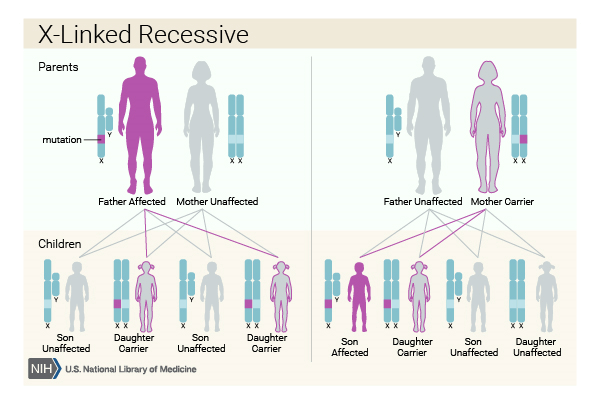 X-Linked Recessive
Parents
mutation
Y
X
X X
Y
X
X X
Father Affected
Mother Unaffected
Father Unaffected
Mother Carrier
Children
Y
X
X X
Y
X
X X
Y
X
X X
Y
X
X X
Son
Unaffected
Daughter
Carrier
Son
Unaffected
Daughter
Carrier
Son
Affected
Daughter
Carrier
Son
Unaffected
Daughter
Unaffected
NIH
U.S. National Library of Medicine